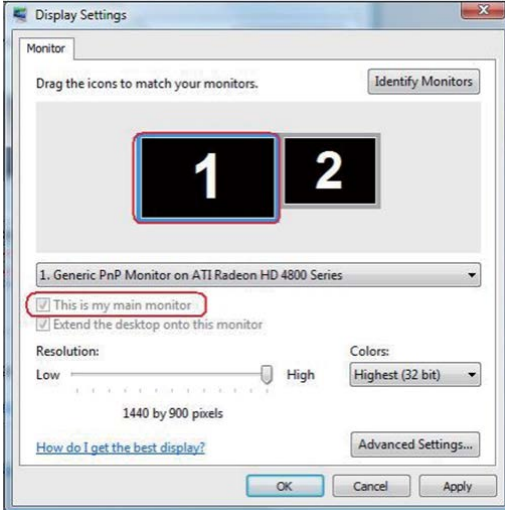 Display Settings
Monitor
Drag the icons to match your monitors.
Identify Monitors
1 2
1. Generic PnP Monitor on ATI Radeon HD 4800 Series
This is my main monitor
Extend the desktop onto this monitor
Resolution: Colors:
Low High Highest (32 bit)
1440 by 900 pixels
How do I get the best display? Advanced Settings...
OK Cancel Apply